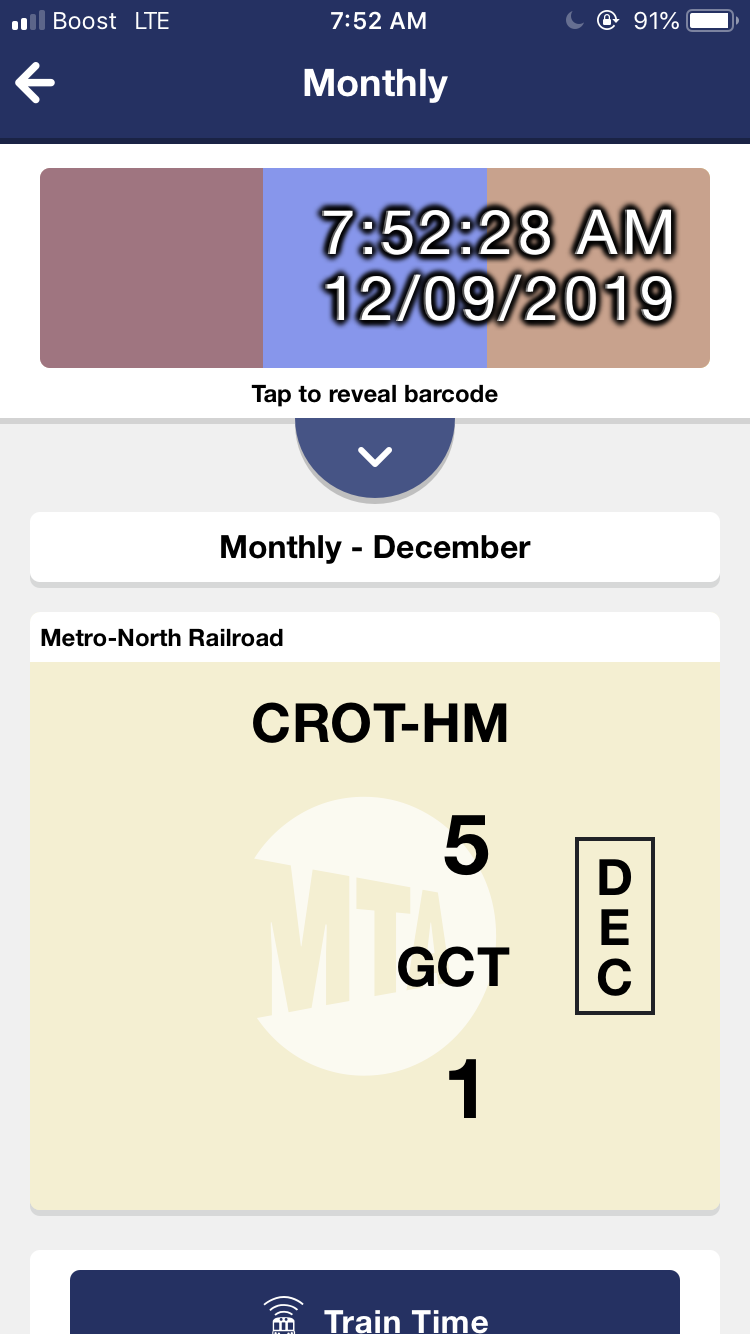 Boost LTE 7:52 AM 91%
Monthly
7:52:28 AM
12/09/2019
Tap to reveal barcode
Monthly - December
Metro-North Railroad
CROT-HM
5
MTA
GCT
1
D
E
C
Train Time